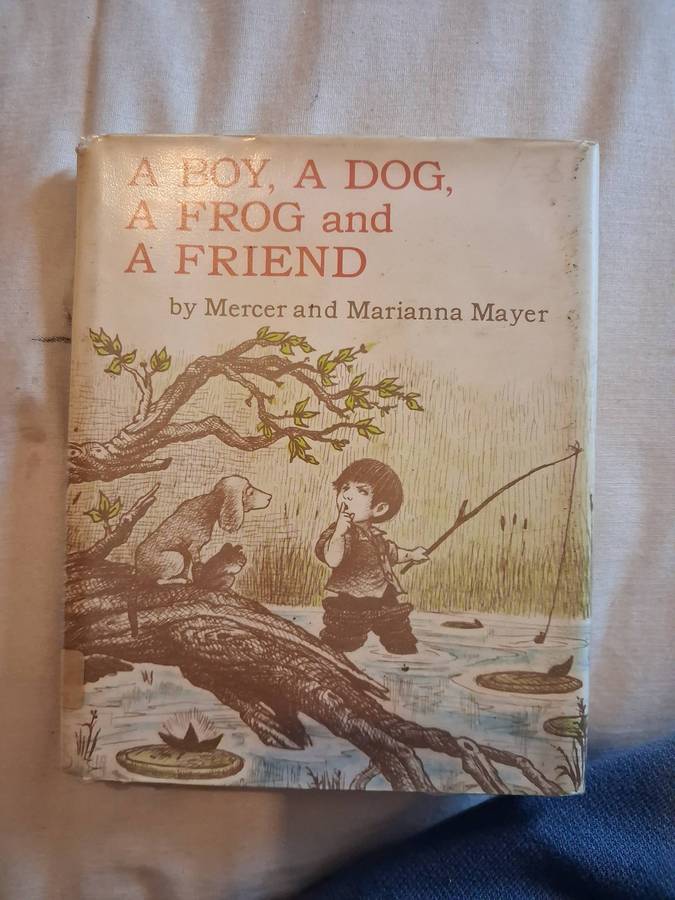 A BOY, A DOG,
A FROG and
A FRIEND
by Mercer and Marianna Mayer